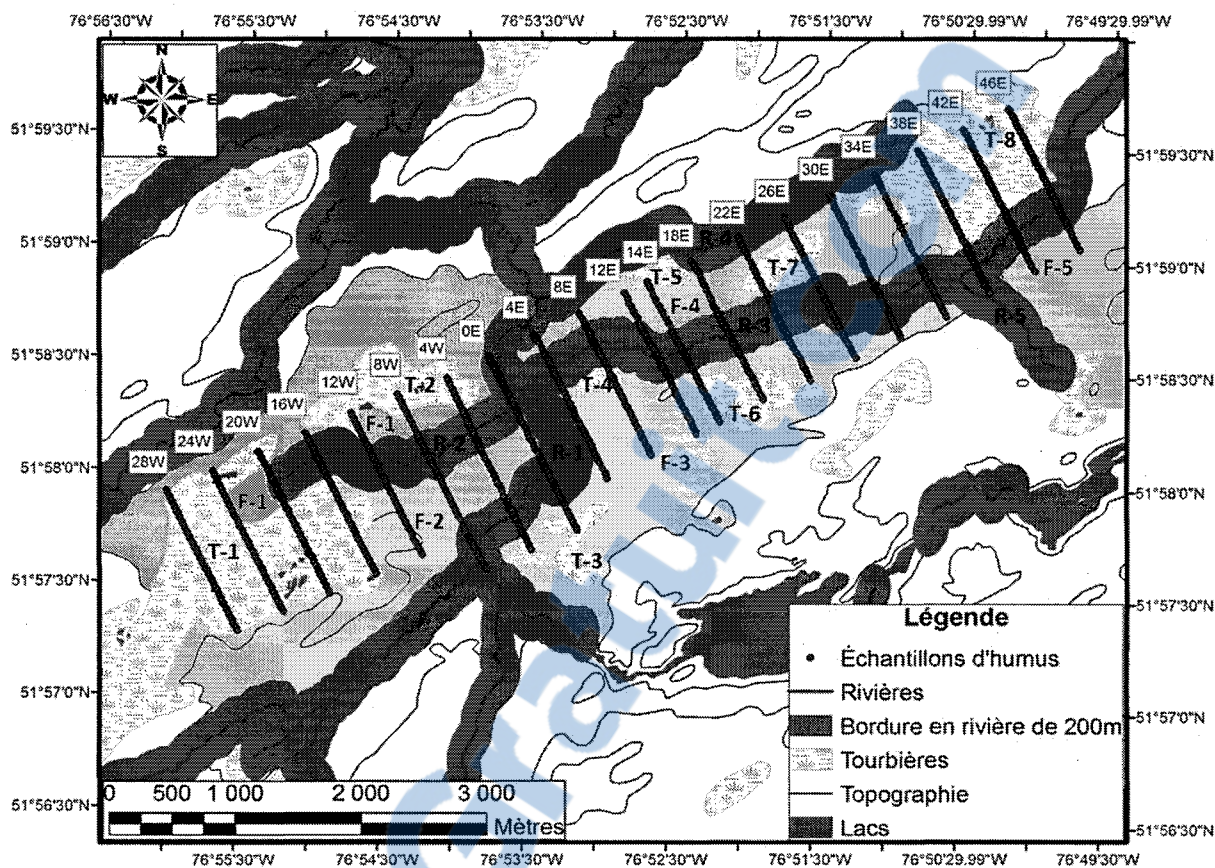 76°56'30"W 76°55'30"W 76°54'30"W 76°53'30"W 76°52'30"W 76°51'30"W 76°50'29.99"W 76°49'29.99"W
N
W E
S
51°59'30"N
51°59'0"N
51°58'30"N
51°58'0"N
51°57'30"N
51°57'0"N
51°56'30"N
28W
24W
20W
16W
12W
8W
4W
0E
4E
8E
12E
14E
18E
22E
26E
30E
34E
38E
42E
46E
T-8
F-5
R-5
R-4
T-7
T-5
F-4
R-3
T-4
T-6
F-3
T-2
F-1
R-2
R-1
F-1
F-2
T-1
T-3
51°59'30"N
51°59'0"N
51°58'30"N
51°58'0"N
51°57'30"N
51°57'0"N
51°56'30"N
Légende
Échantillons d'humus
Rivières
Bordure en rivière de 200m
Tourbières
Topographie
Lacs
0 500 1 000 2 000 3 000
Mètres
76°55'30"W 76°54'30"W 76°53'30"W 76°52'30"W 76°51'30"W 76°50'29.99"W 76°49'30"W
Gratuit.com